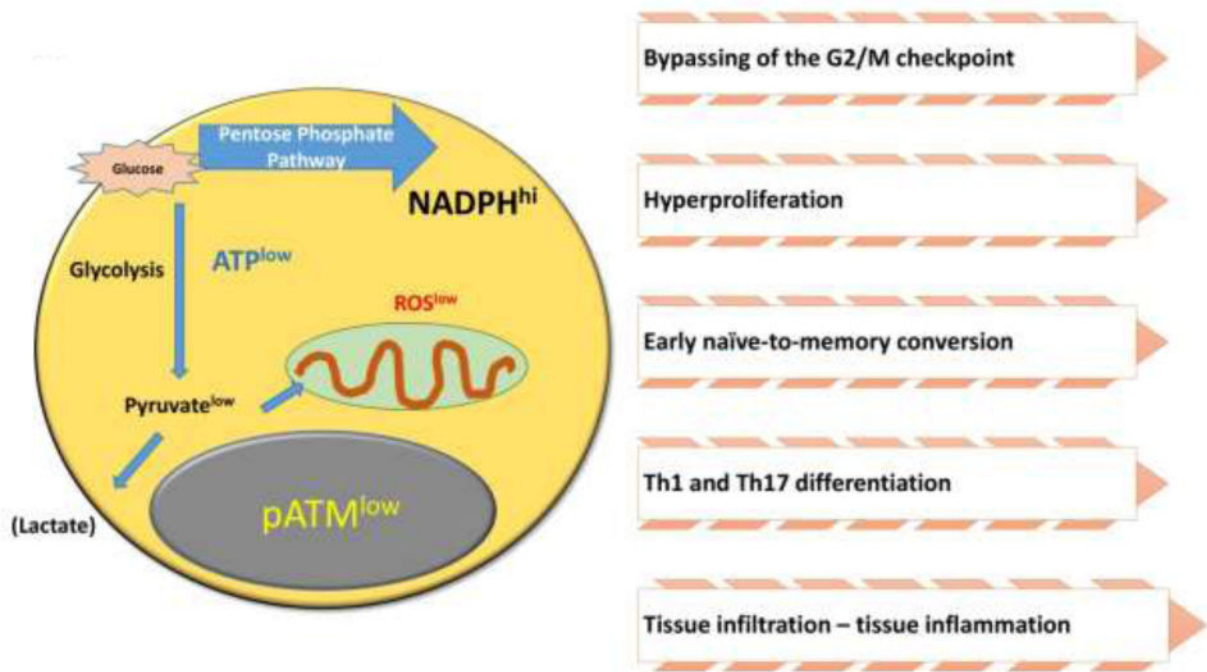 Bypassing of the G2/M checkpoint
Pentose Phosphate
Pathway
Glucose
NADPHhi
Hyperproliferation
ATPlow
Glycolysis
ROSlow
Early naïve-to-memory conversion
Pyruvatelow
Th1 and Th17 differentiation
pATMlow
(Lactate)
Tissue infiltration – tissue inflammation